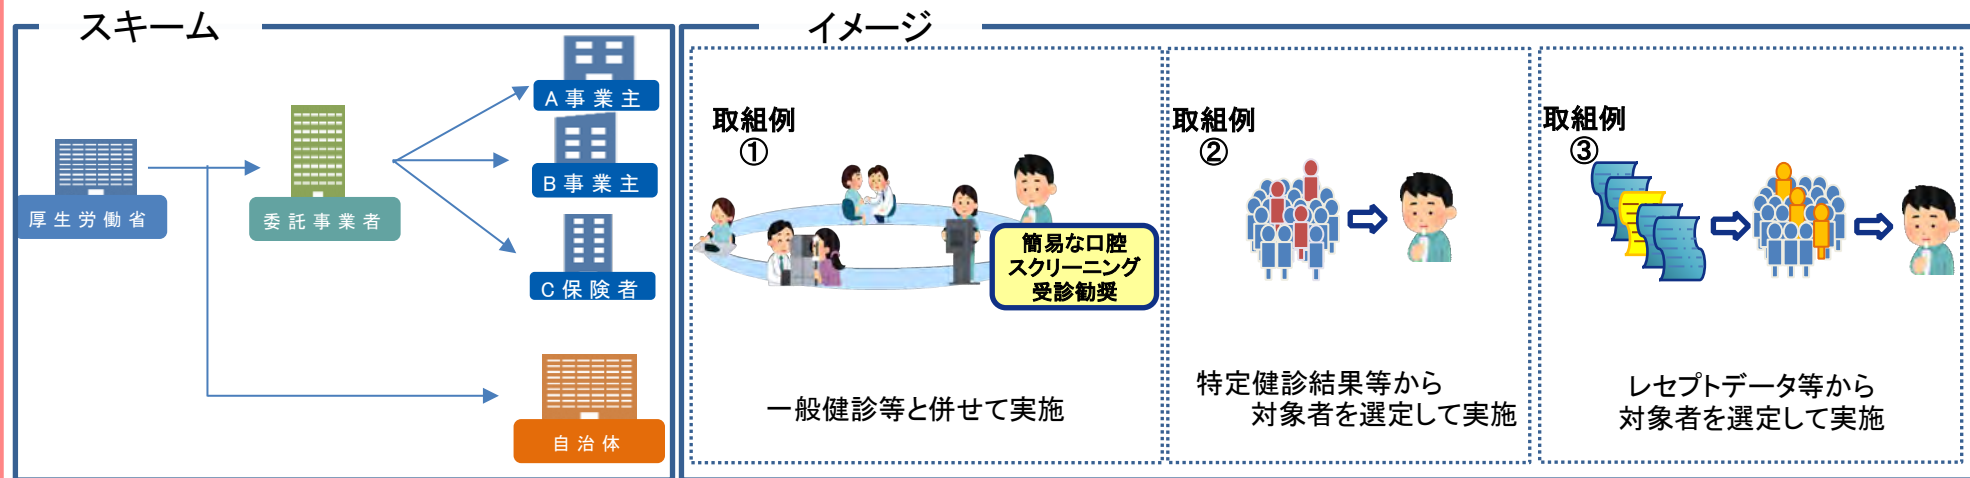 スキーム
厚生労働省
委託事業者
A事業主
B事業主
C保険者
自治体
イメージ
取組例
①
簡易な口腔
スクリーニング
受診勧奨
一般健診等と併せて実施
取組例
②
特定健診結果等から
対象者を選定して実施
取組例
③
レセプトデータ等から
対象者を選定して実施